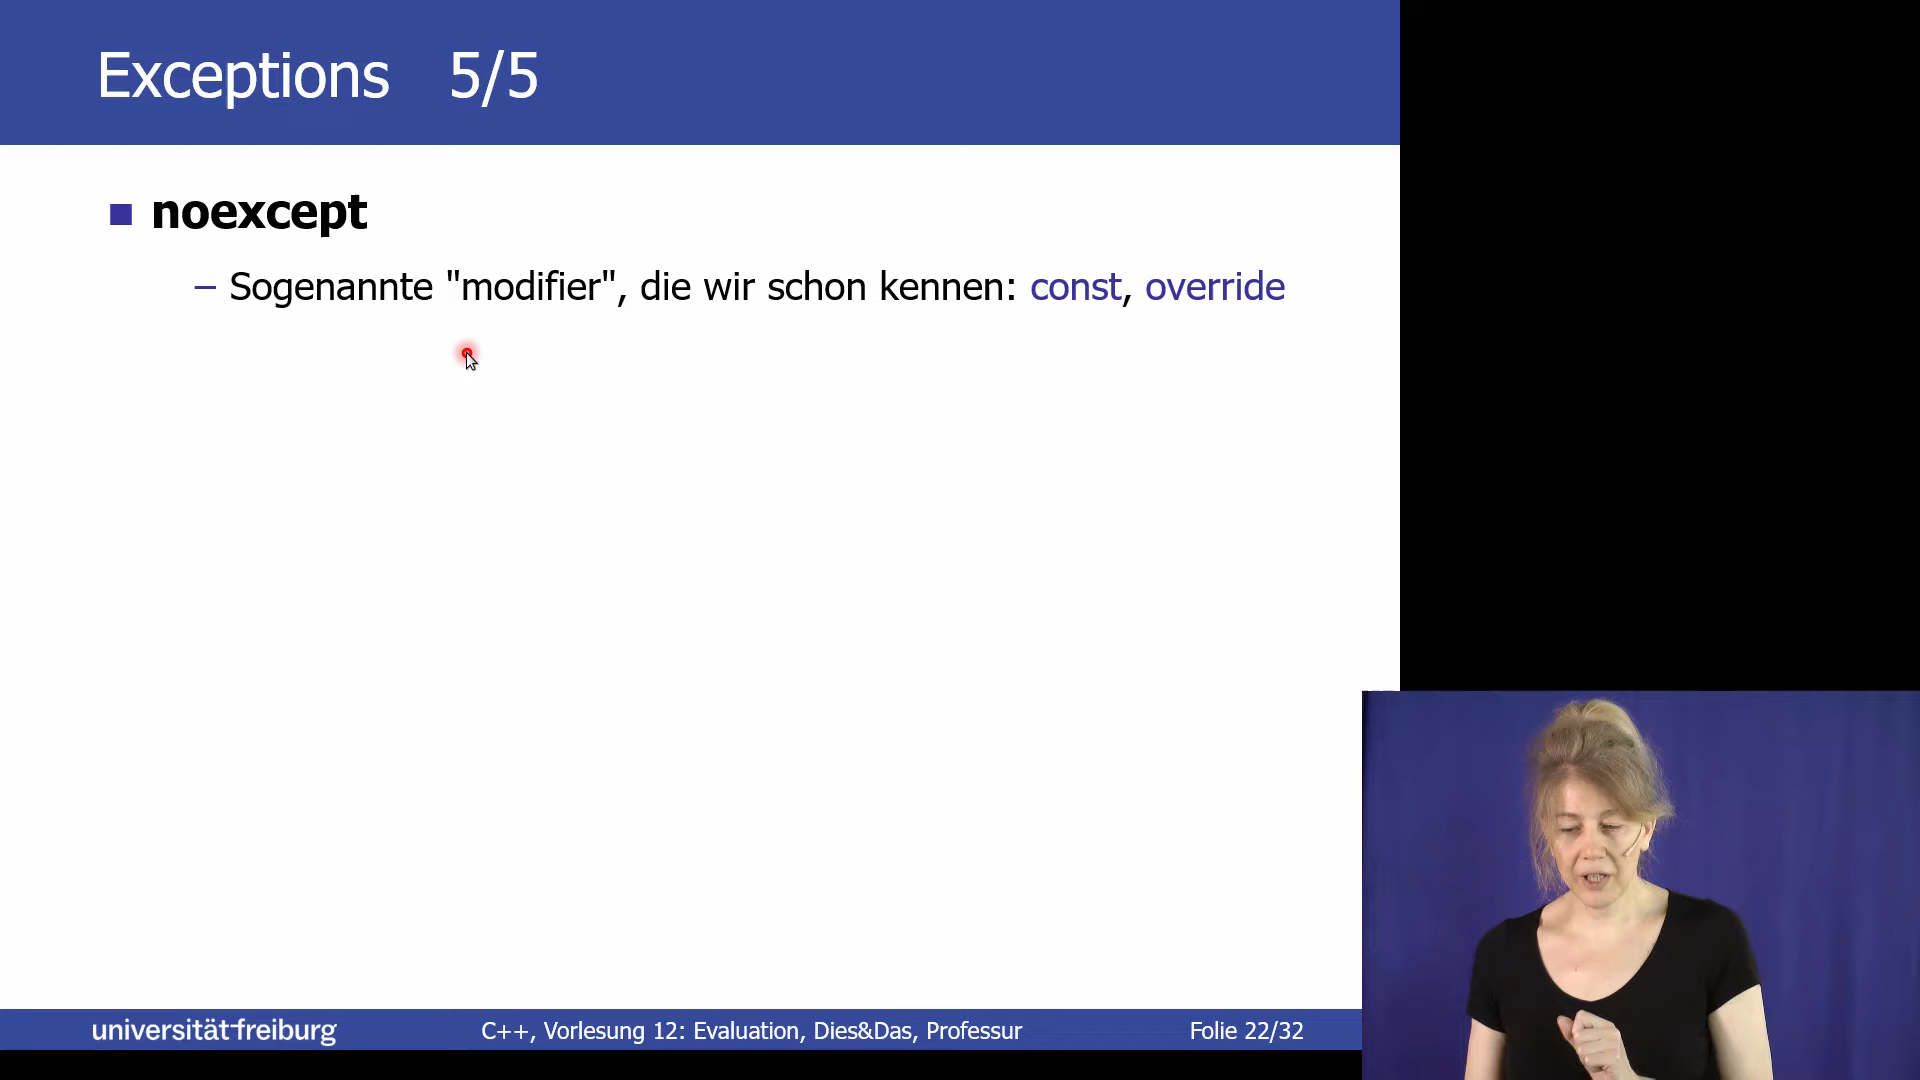 Exceptions 5/5
■ noexcept
– Sogenannte "modifier", die wir schon kennen: const, override
universität freiburg
C++, Vorlesung 12: Evaluation, Dies&Das, Professur
Folie 22/32